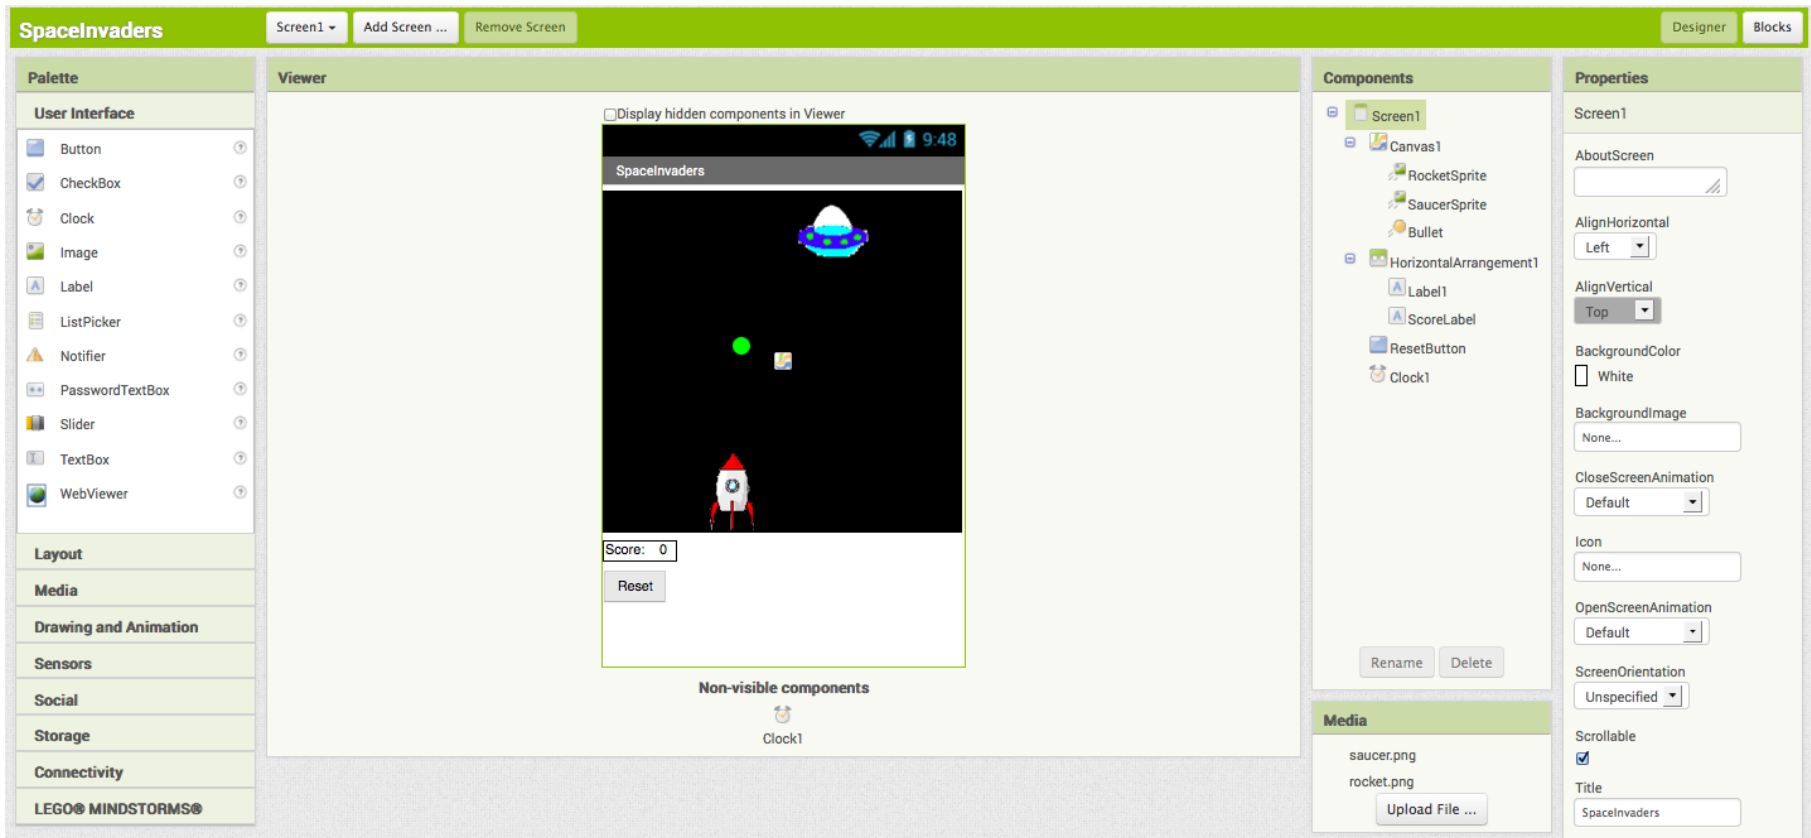 SpaceInvaders
Screen1
Add Screen ...
Remove Screen
Designer
Blocks
Palette
User Interface
Button
CheckBox
Clock
Image
Label
ListPicker
Notifier
PasswordTextBox
Slider
TextBox
WebViewer
Layout
Media
Drawing and Animation
Sensors
Social
Storage
Connectivity
LEGO® MINDSTORMS®
Viewer
Display hidden components in Viewer
9:48
SpaceInvaders
Score: 0
Reset
Non-visible components
Clock1
Components
Screen1
Canvas1
RocketSprite
SaucerSprite
Bullet
HorizontalArrangement1
Label1
ScoreLabel
ResetButton
Clock1
Rename
Delete
Media
saucer.png
rocket.png
Upload File ...
Properties
Screen1
AboutScreen
AlignHorizontal
Left
AlignVertical
Top
BackgroundColor
White
BackgroundImage
None...
CloseScreenAnimation
Default
Icon
None...
OpenScreenAnimation
Default
ScreenOrientation
Unspecified
Scrollable
Title
SpaceInvaders